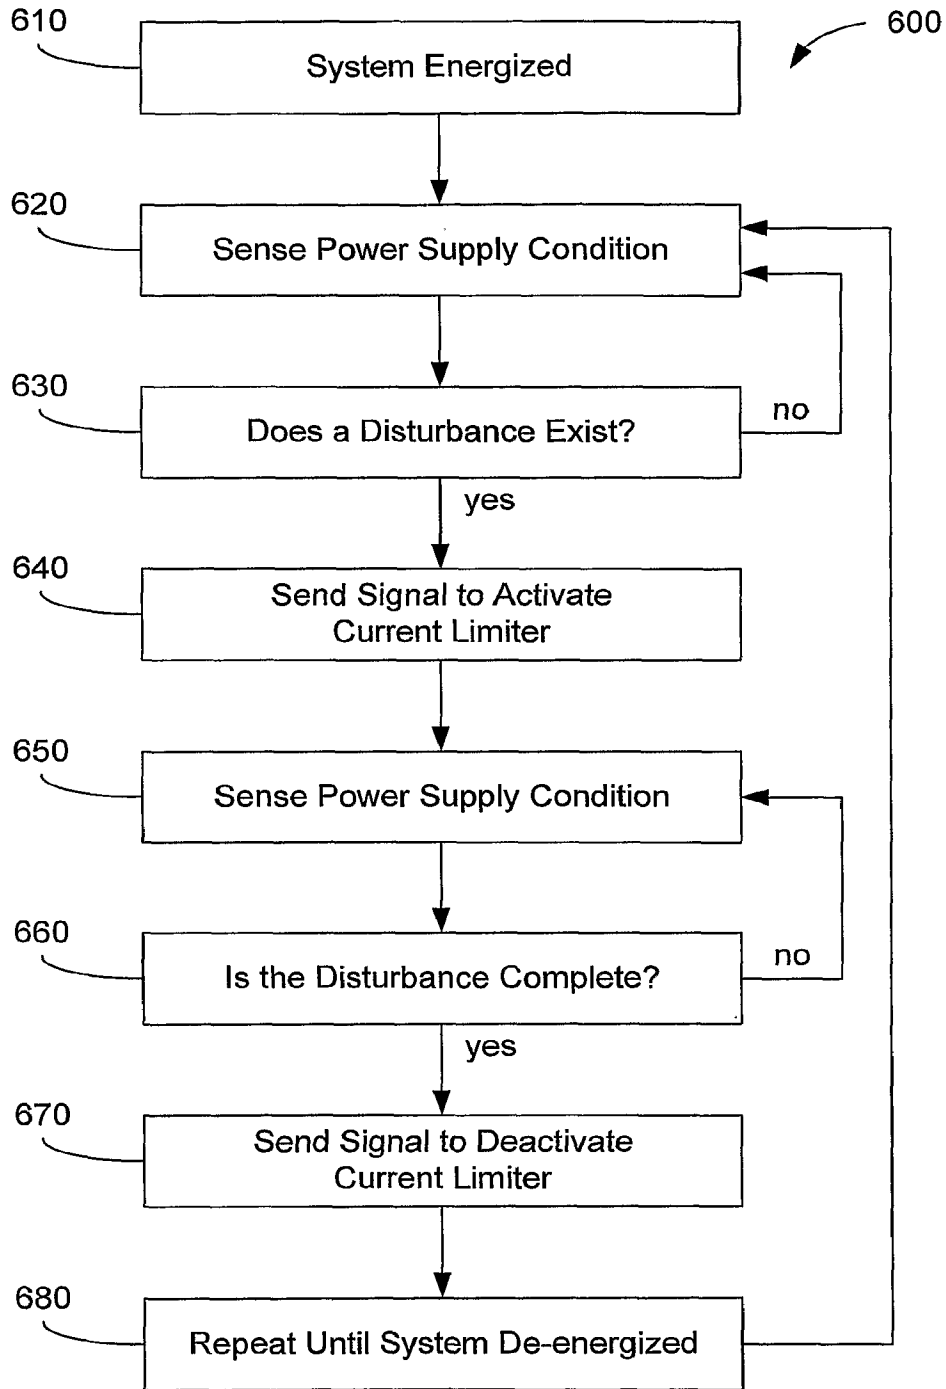 610
600
System Energized
620
Sense Power Supply Condition
630
Does a Disturbance Exist?
no
yes
640
Send Signal to Activate
Current Limiter
650
Sense Power Supply Condition
660
Is the Disturbance Complete?
no
yes
670
Send Signal to Deactivate
Current Limiter
680
Repeat Until System De-energized